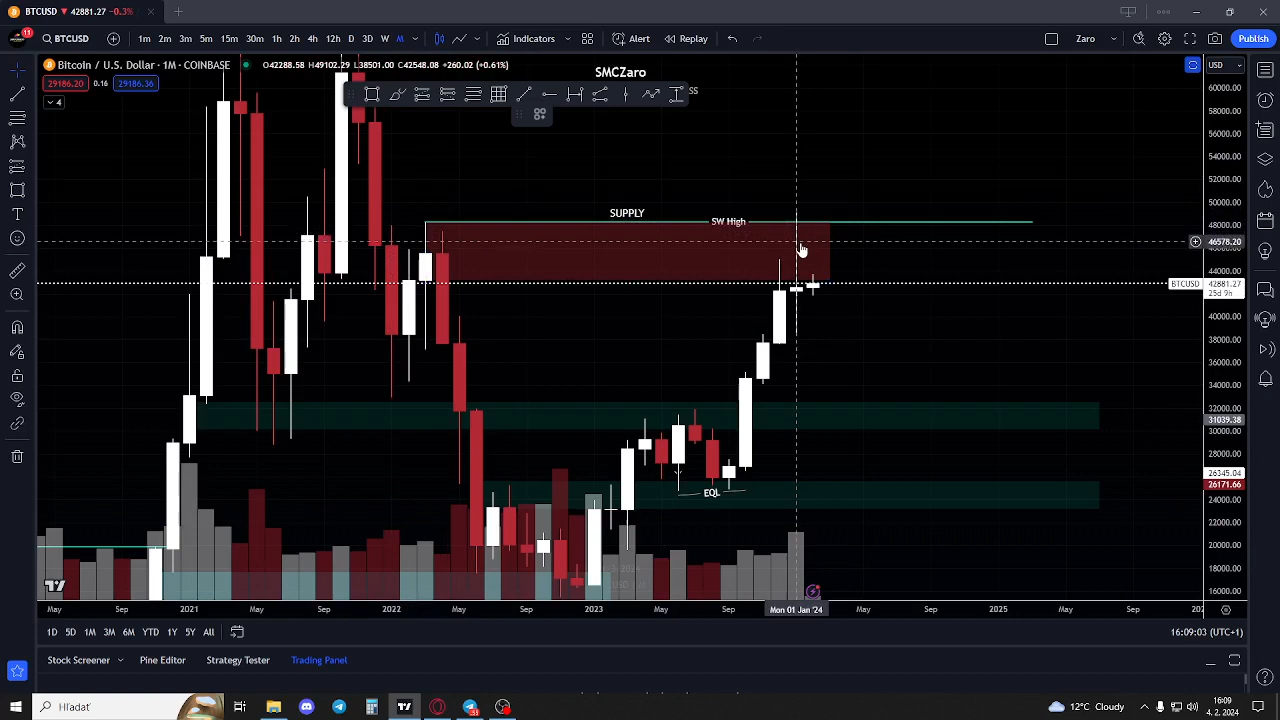 BTCUSD 42881.27 −0.3%
11 BTCUSD 1m 2m 3m 5m 15m 30m 1h 2h 4h 12h D 3D W M Indicators Alert Replay Zaro Publish
Bitcoin / U.S. Dollar · 1M · COINBASE O42288.58 H49102.29 L38501.00 C42548.08 +260.02 (+0.61%)
SMCZaro
29186.20 0.16 29186.36
4
USD
60000.00
58000.00
56000.00
54000.00
52000.00
50000.00
SUPPLY
SW High
48000.00
46578.20
44000.00
BTCUSD 42881.27
25d 9h
40000.00
38000.00
36000.00
34000.00
32000.00
31039.38
30000.00
28000.00
26345.04
26171.66
EQL
24000.00
22000.00
20000.00
18000.00
16000.00
May Sep 2021 May Sep 2022 May Sep 2023 May Sep Mon 01 Jan '24 May Sep 2025 May Sep
1D 5D 1M 3M 6M YTD 1Y 5Y All 16:09:03 (UTC+1)
Stock Screener Pine Editor Strategy Tester Trading Panel
Hľadať 12°C Cloudy 16:09
4. 2. 2024